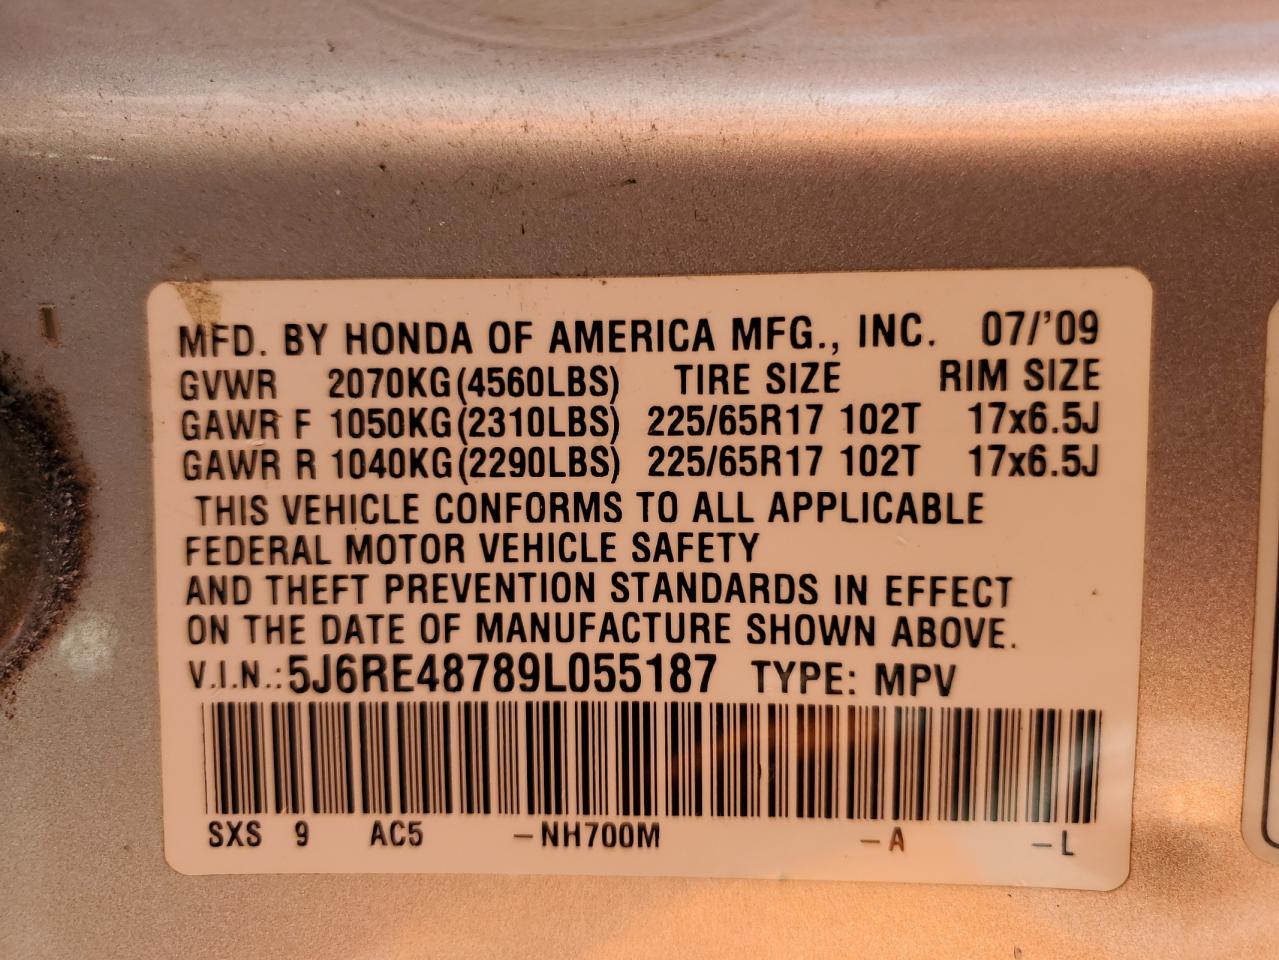 MFD. BY HONDA OF AMERICA MFG., INC. 07/'09
GVWR 2070KG(4560LBS) TIRE SIZE RIM SIZE
GAWR F 1050KG(2310LBS) 225/65R17 102T 17x6.5J
GAWR R 1040KG(2290LBS) 225/65R17 102T 17x6.5J
THIS VEHICLE CONFORMS TO ALL APPLICABLE
FEDERAL MOTOR VEHICLE SAFETY
AND THEFT PREVENTION STANDARDS IN EFFECT
ON THE DATE OF MANUFACTURE SHOWN ABOVE.
V.I.N.:5J6RE48789L055187 TYPE: MPV
SXS 9 AC5 -NH700M -A -L